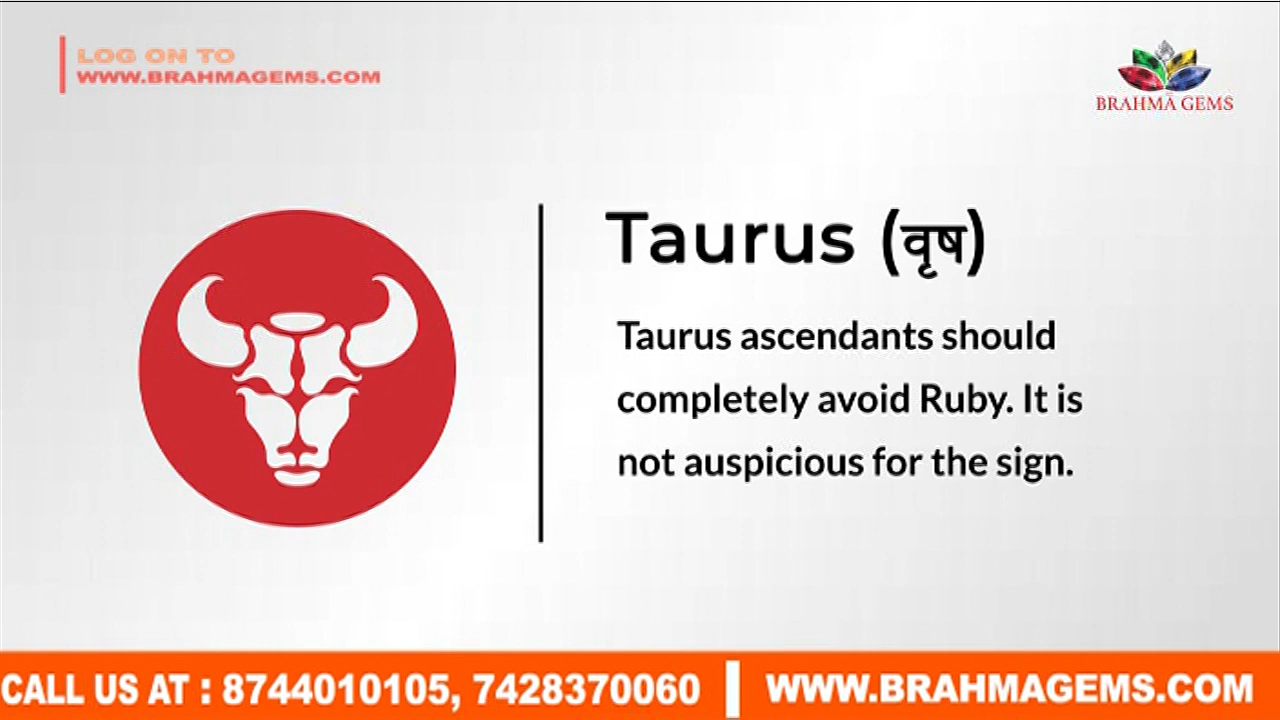 LOG ON TO
WWW.BRAHMAGEMS.COM
BRAHMA GEMS
Taurus (वृष)
Taurus ascendants should
completely avoid Ruby. It is
not auspicious for the sign.
CALL US AT : 8744010105, 7428370060 | WWW.BRAHMAGEMS.COM